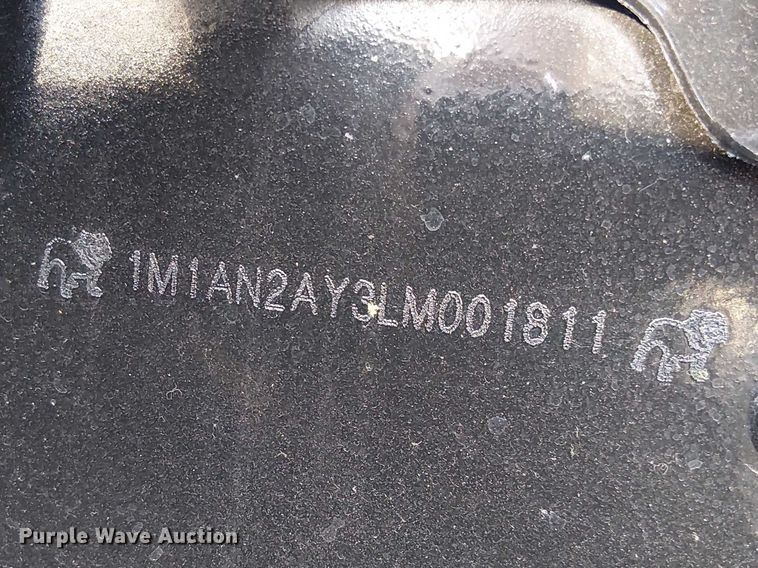 1M1AN2AY3LM001811
Purple Wave Auction